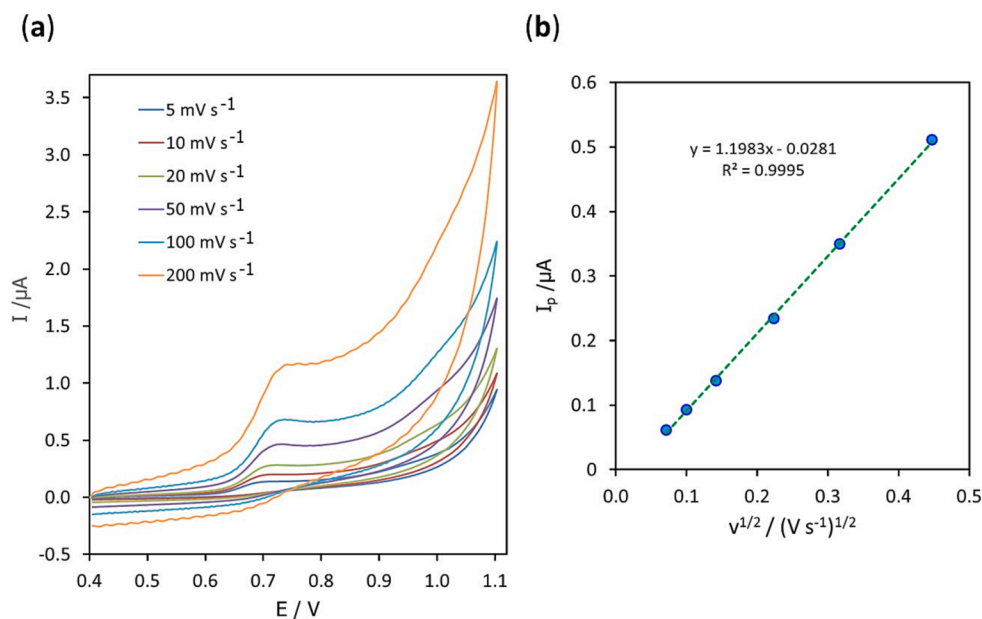 (a)
(b)
3.5
3.0
2.5
2.0
1.5
1.0
0.5
0.0
-0.5
I /µA
5 mV s⁻¹
10 mV s⁻¹
20 mV s⁻¹
50 mV s⁻¹
100 mV s⁻¹
200 mV s⁻¹
0.4 0.5 0.6 0.7 0.8 0.9 1.0 1.1
E / V
0.6
0.5
0.4
0.3
0.2
0.1
0
Iₚ /µA
y = 1.1983x - 0.0281
R² = 0.9995
0.0 0.1 0.2 0.3 0.4 0.5
v¹ᐟ² / (V s⁻¹)¹ᐟ²